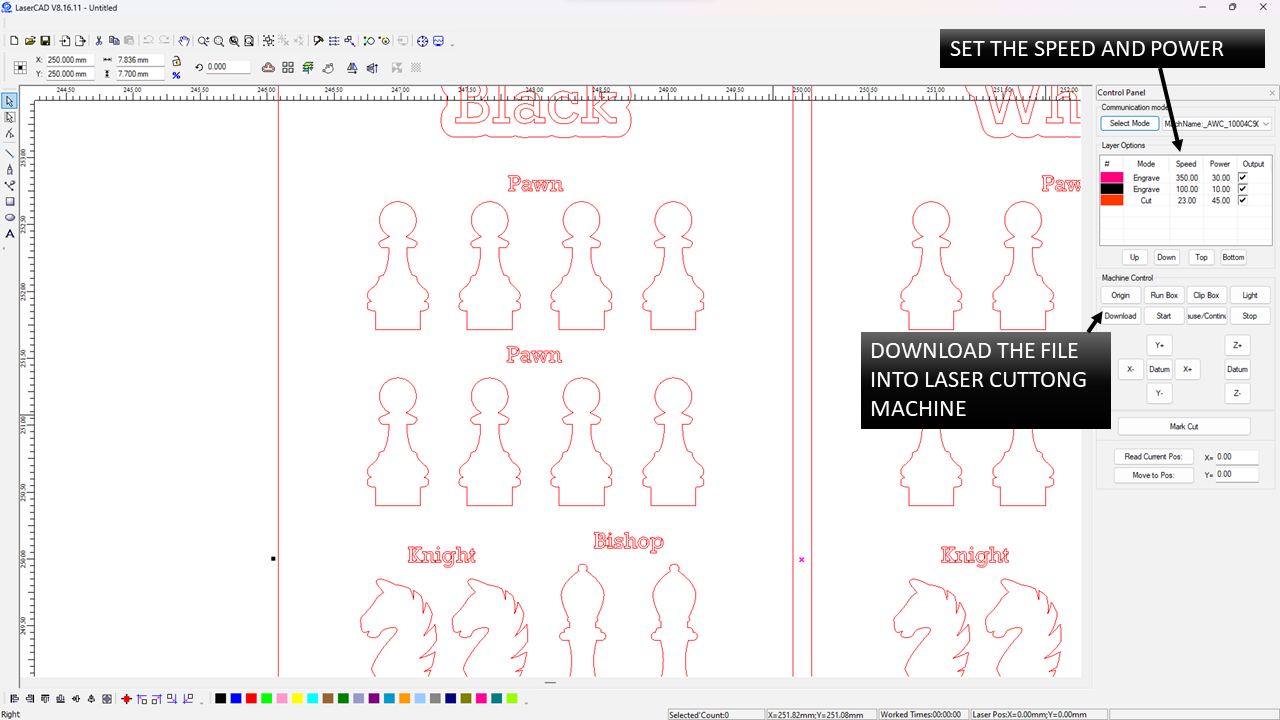 LaserCAD V8.16.11 - Untitled
SET THE SPEED AND POWER
X: 250.000 mm 7.836 mm
Y: 250.000 mm 7.700 mm
% 0.000
244.50 245.00 245.50 246.00 246.50 247.00 247.50 248.00 248.50 249.00 249.50 250.00 250.50 251.00 251.50 252.00
253.00
252.50
252.00
251.50
251.00
250.50
250.00
249.50
Black
Pawn
Pawn
Pawn
Knight
Bishop
Knight
Control Panel
Communication mode
Select Mode MachName:_AWC_10004C9(
Layer Options
# Mode Speed Power Output
Engrave 350.00 30.00
Engrave 100.00 10.00
Cut 23.00 45.00
Up Down Top Bottom
Machine Control
Origin Run Box Clip Box Light
Download Start use/Continu Stop
DOWNLOAD THE FILE
INTO LASER CUTTONG
MACHINE
Y+ Z+
X- Datum X+ Datum
Y- Z-
Mark Cut
Read Current Pos: X= 0.00
Move to Pos: Y= 0.00
Right
Selected'Count:0 X=251.82mm;Y=251.08mm Worked Times:00:00:00 Laser Pos:X=0.00mm;Y=0.00mm